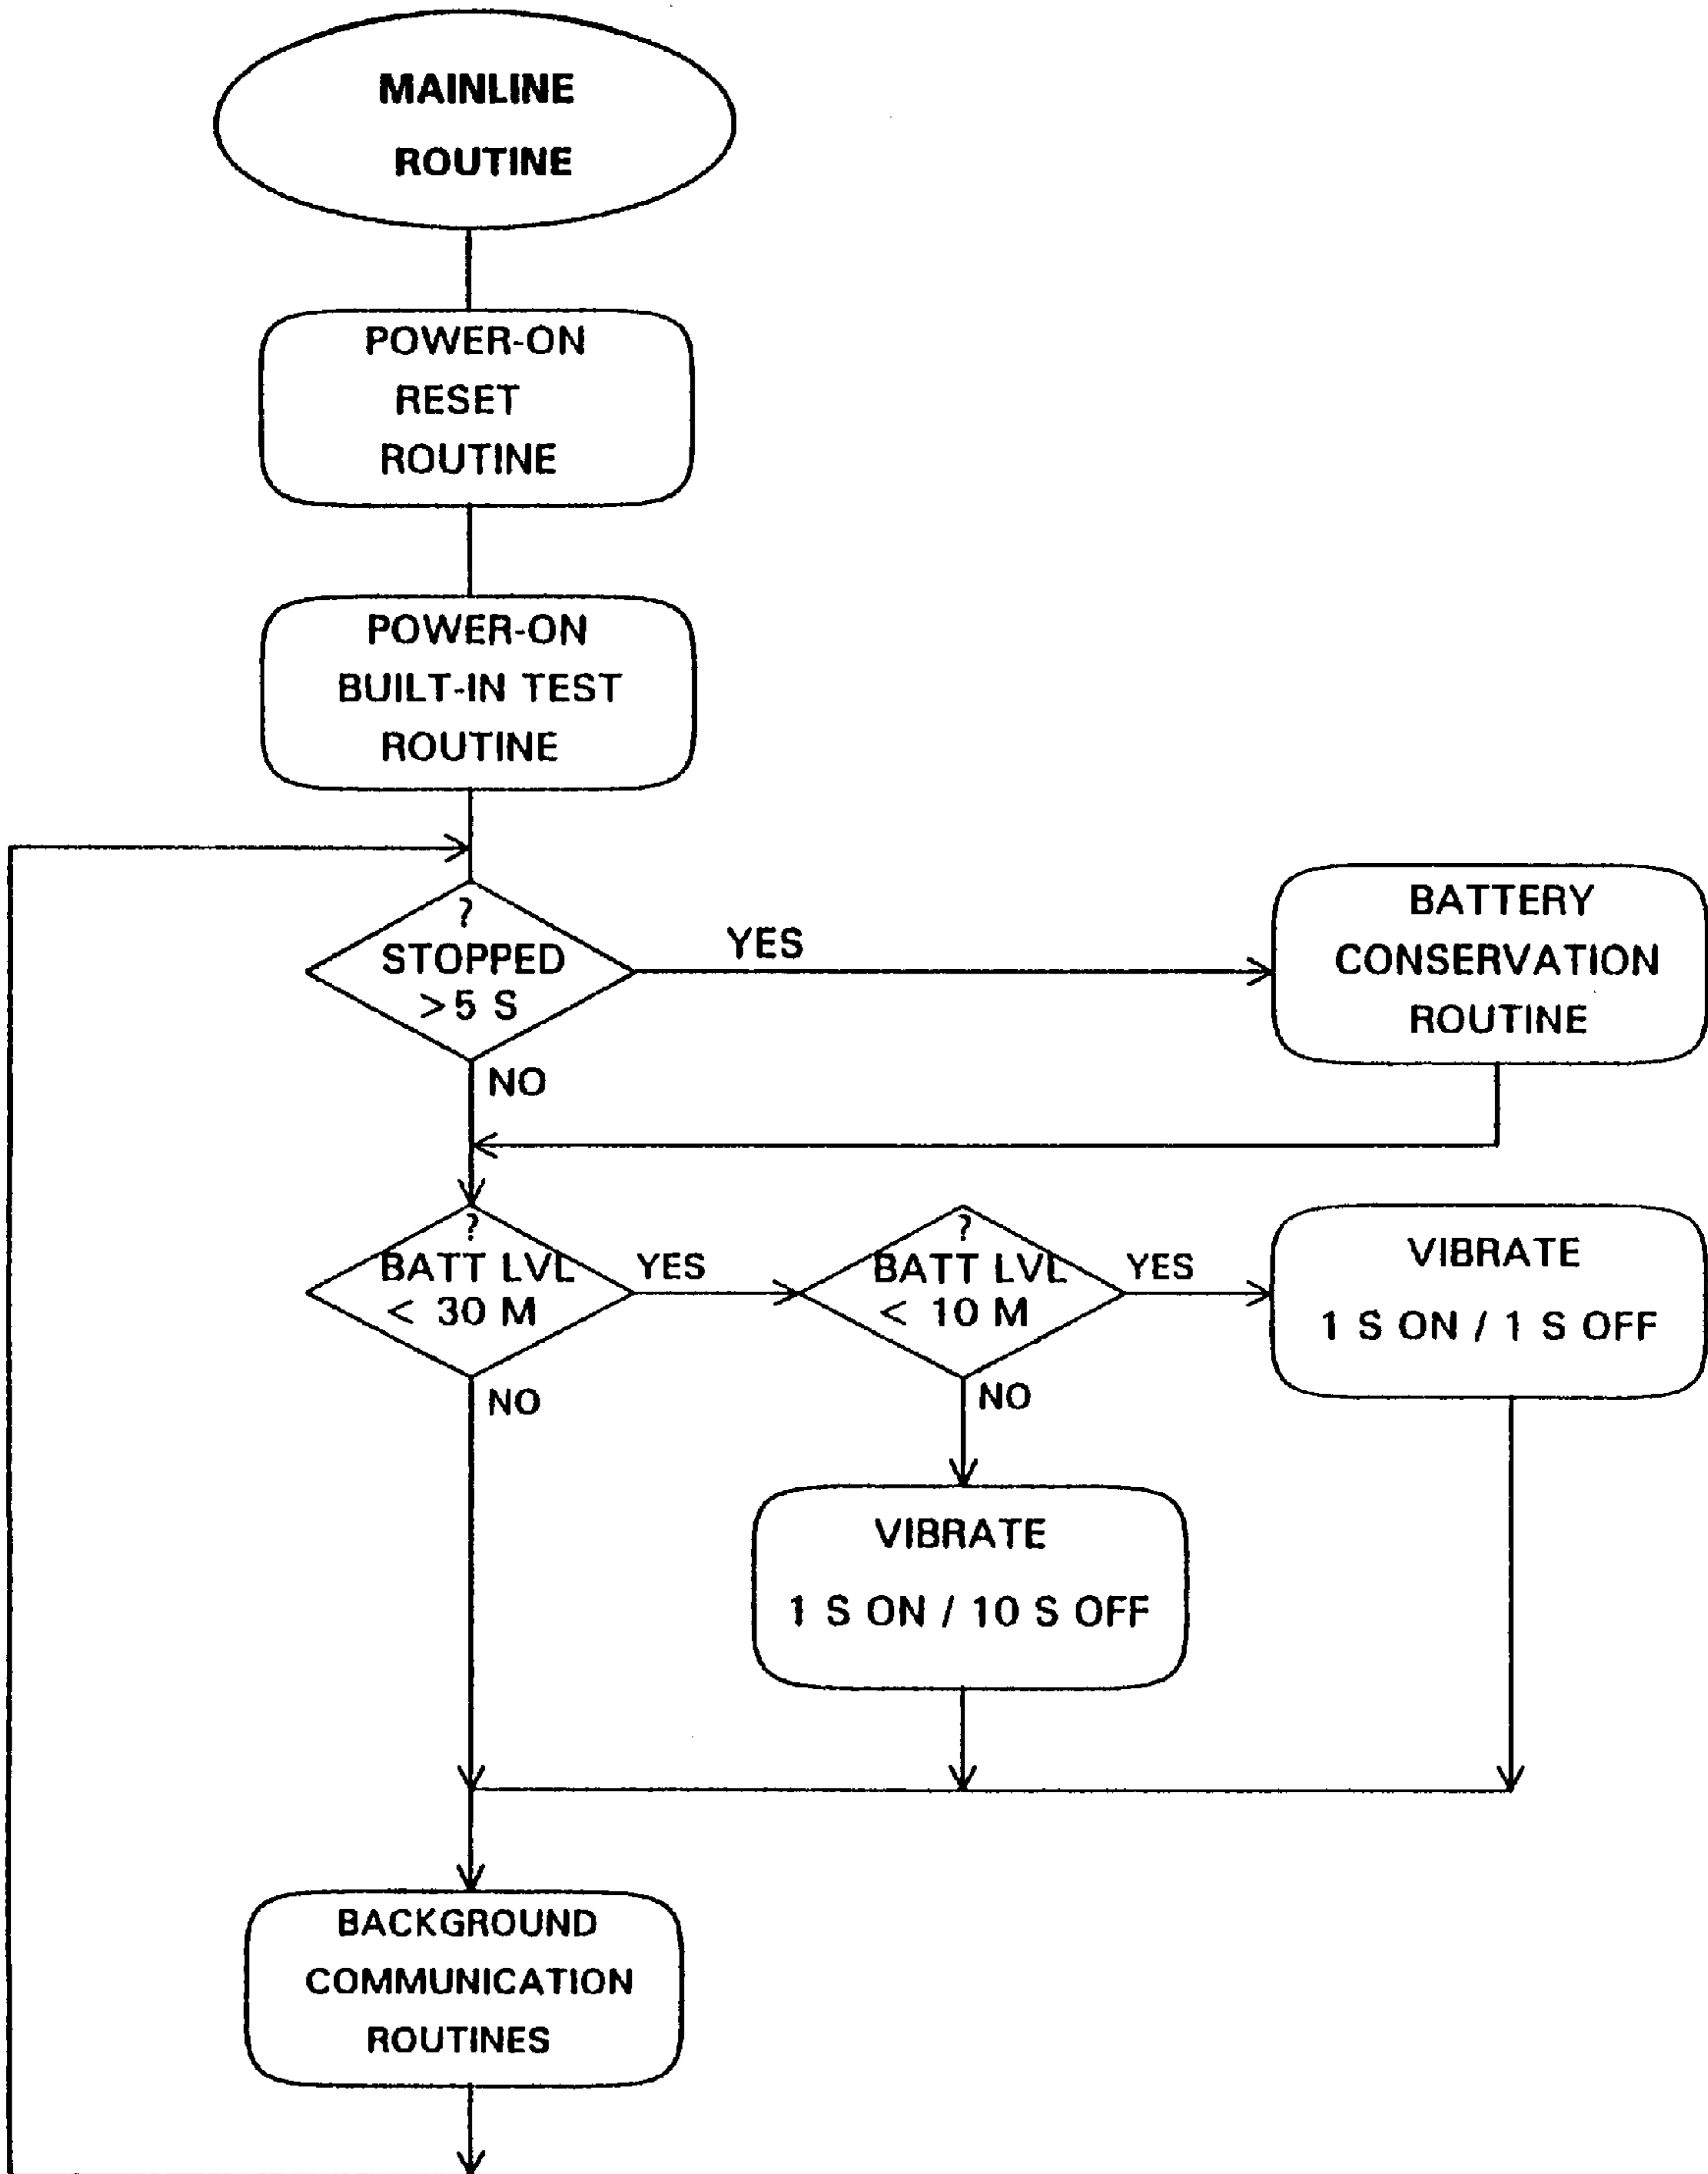 MAINLINE
ROUTINE
POWER-ON
RESET
ROUTINE
POWER-ON
BUILT-IN TEST
ROUTINE
?
STOPPED
>5 S
YES
NO
BATTERY
CONSERVATION
ROUTINE
?
BATT LVL
< 30 M
YES
NO
?
BATT LVL
< 10 M
YES
NO
VIBRATE
1 S ON / 1 S OFF
VIBRATE
1 S ON / 10 S OFF
BACKGROUND
COMMUNICATION
ROUTINES